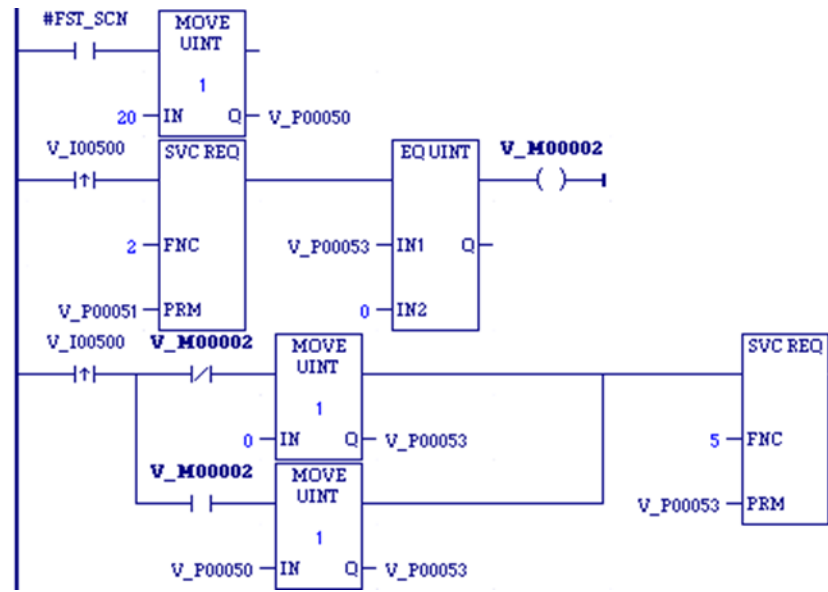 #FST_SCN
MOVE
UINT
1
20 IN Q V_P00050
V_I00500 SVC REQ EQ UINT V_M00002
2 FNC V_P00053 IN1 Q
V_P00051 PRM 0 IN2
V_I00500 V_M00002 MOVE SVC REQ
UINT
1
0 IN Q V_P00053 5 FNC
V_M00002 MOVE
UINT
V_P00053 PRM
1
V_P00050 IN Q V_P00053